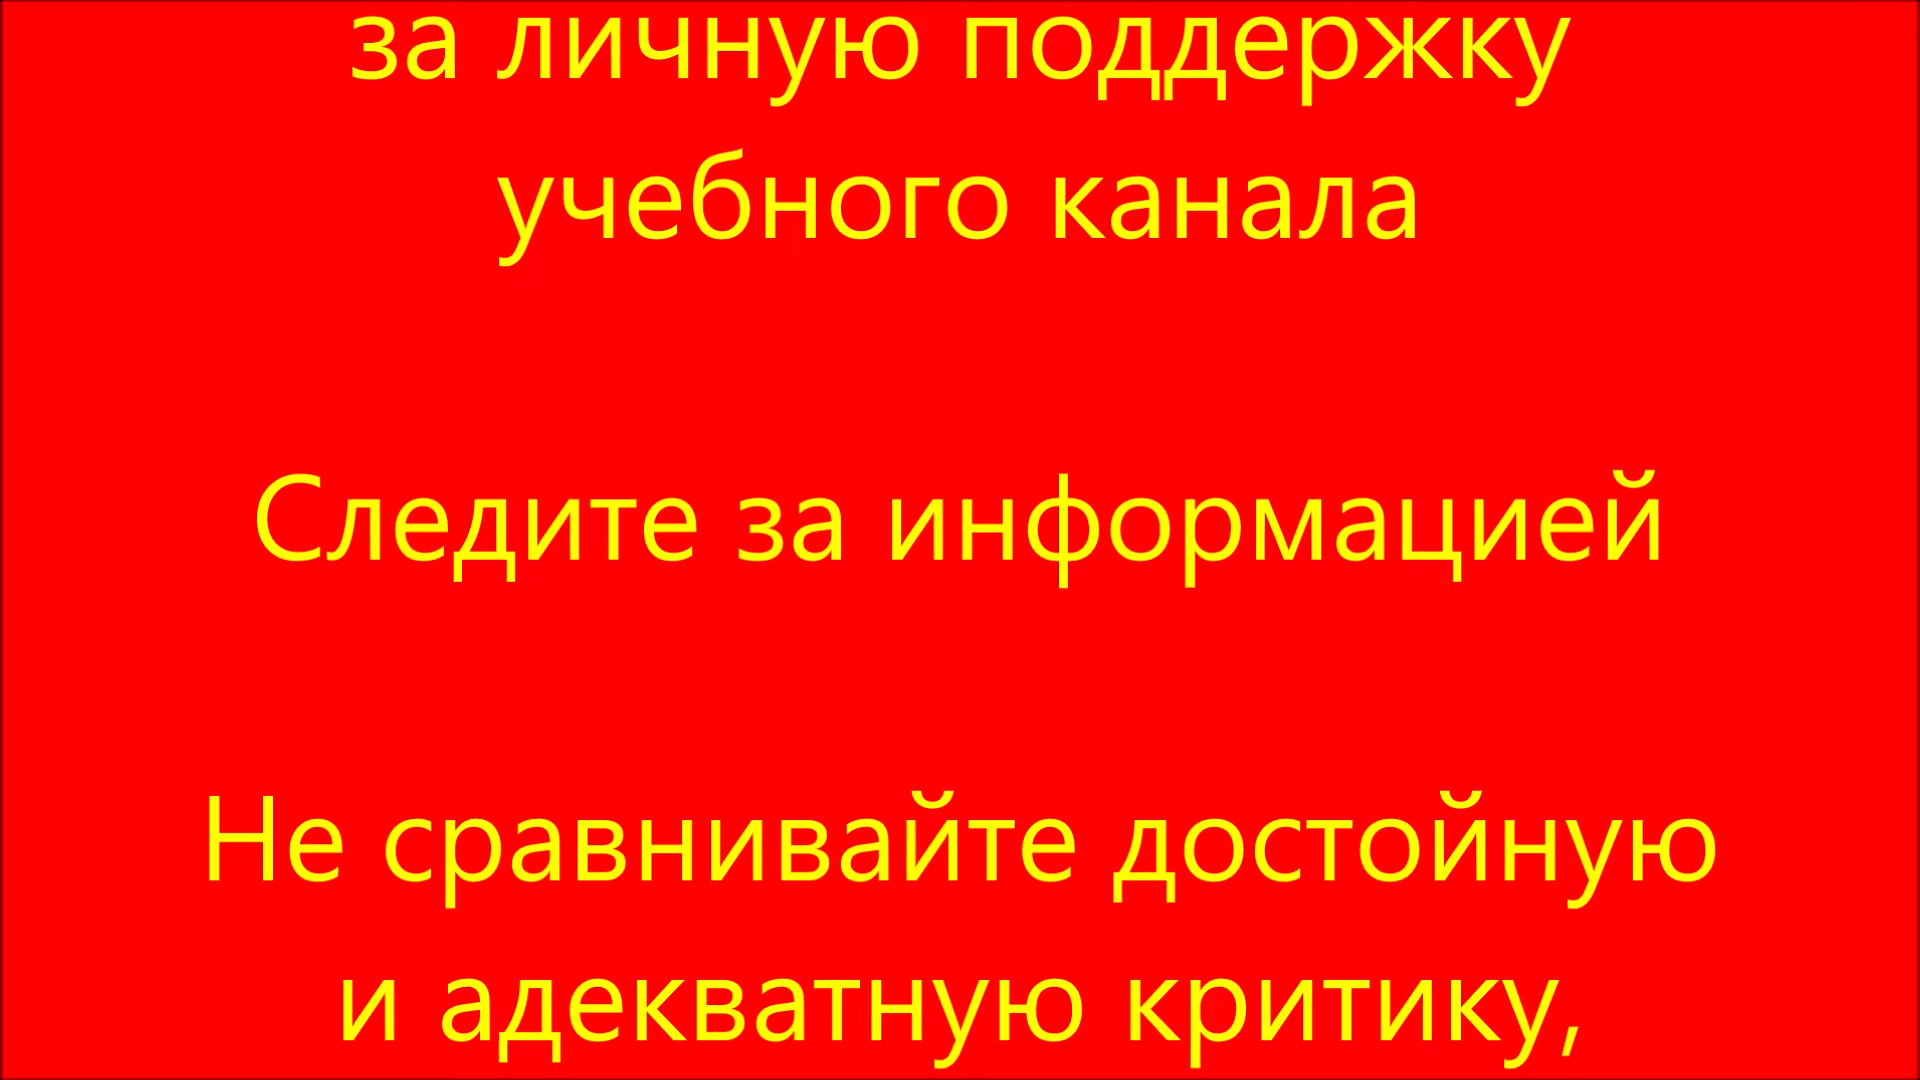 за личную поддержку
учебного канала
Следите за информацией
Не сравнивайте достойную
и адекватную критику,